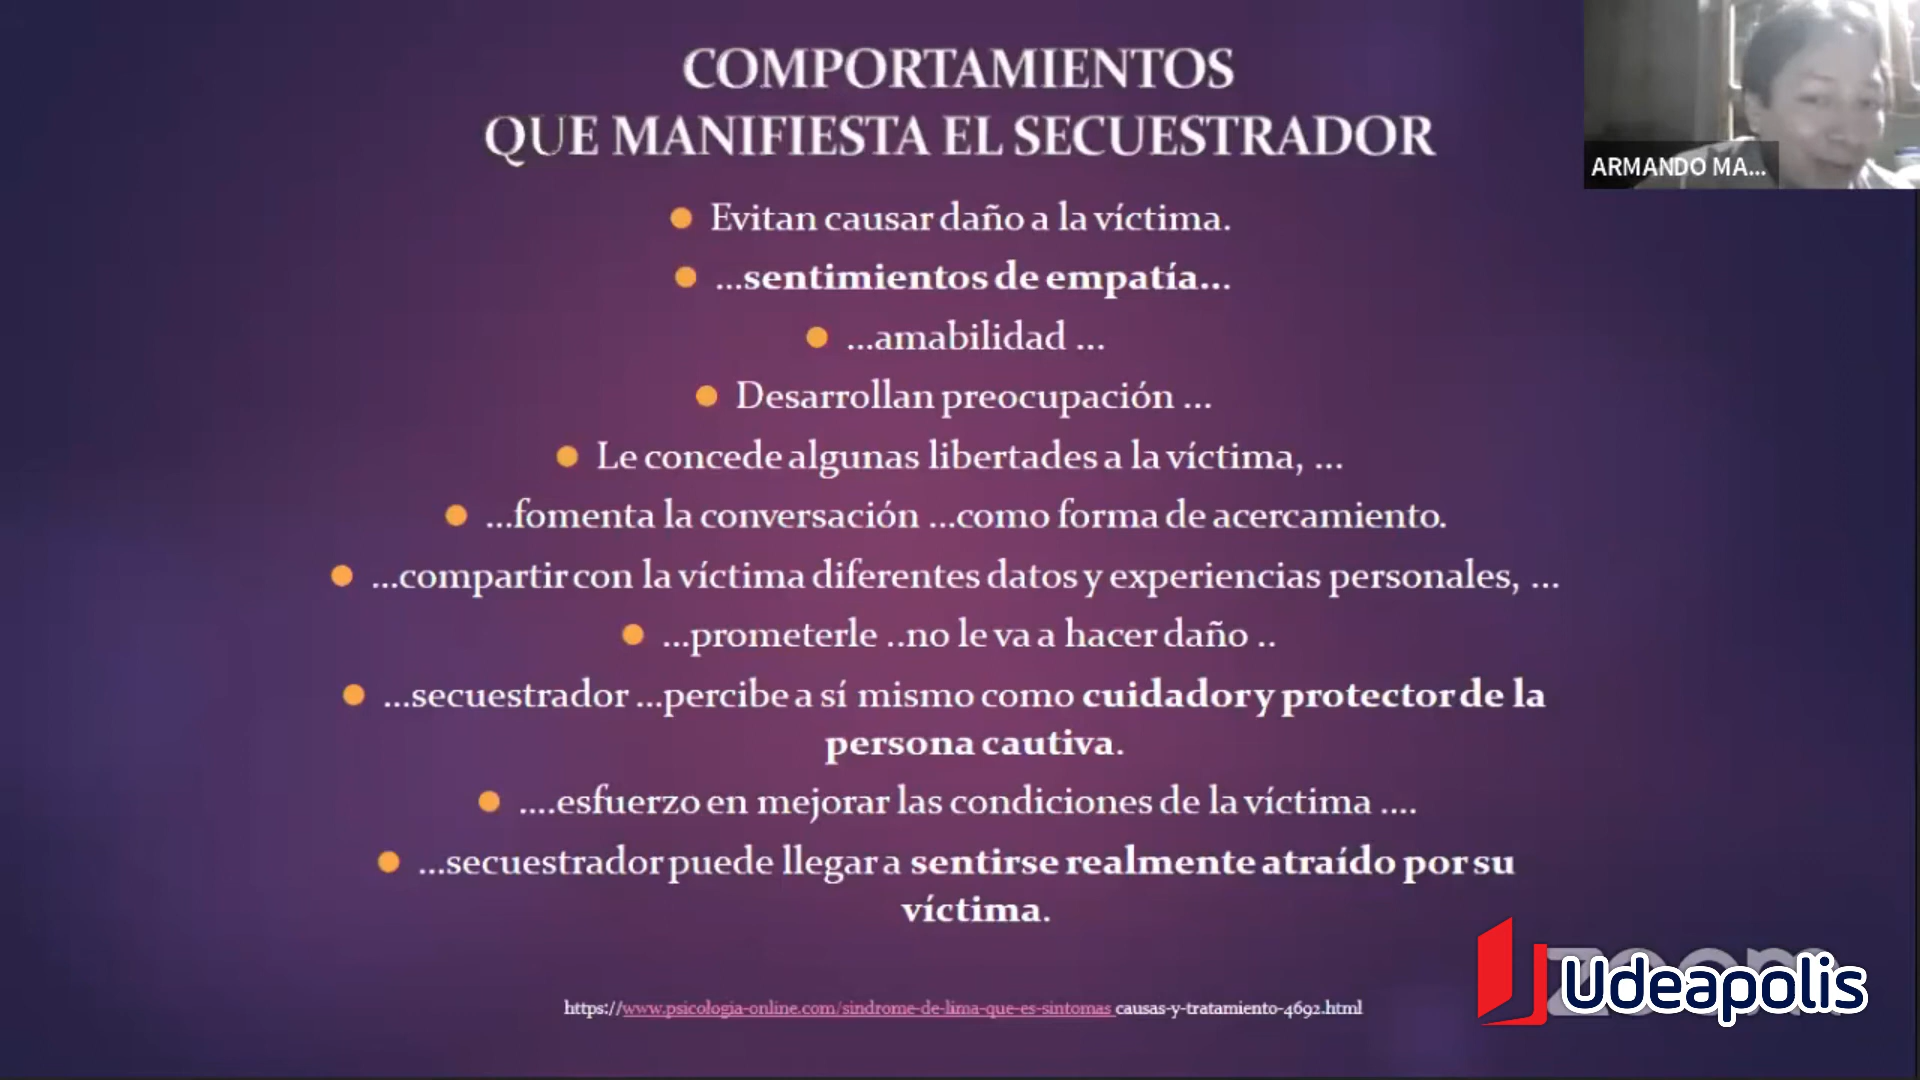 COMPORTAMIENTOS
QUE MANIFIESTA EL SECUESTRADOR
ARMANDO MA...
Evitan causar daño a la víctima.
...sentimientos de empatía...
...amabilidad ...
Desarrollan preocupación ...
Le concede algunas libertades a la víctima, ...
...fomenta la conversación ...como forma de acercamiento.
...compartir con la víctima diferentes datos y experiencias personales, ...
...prometerle ..no le va a hacer daño ..
...secuestrador ...percibe a sí mismo como cuidador y protector de la
persona cautiva.
....esfuerzo en mejorar las condiciones de la víctima ....
...secuestrador puede llegar a sentirse realmente atraído por su
víctima.
https://www.psicologia-online.com/sindrome-de-lima-que-es-sintomas causas-y-tratamiento-4692.html
zoom
Udeapolis